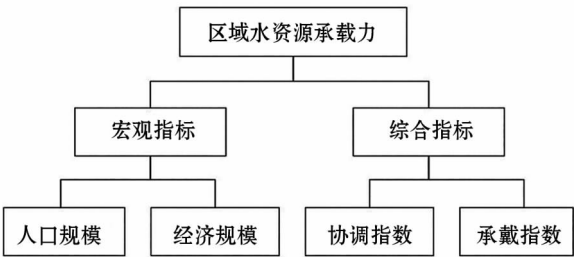 区域水资源承载力
宏观指标
综合指标
人口规模
经济规模
协调指数
承戴指数